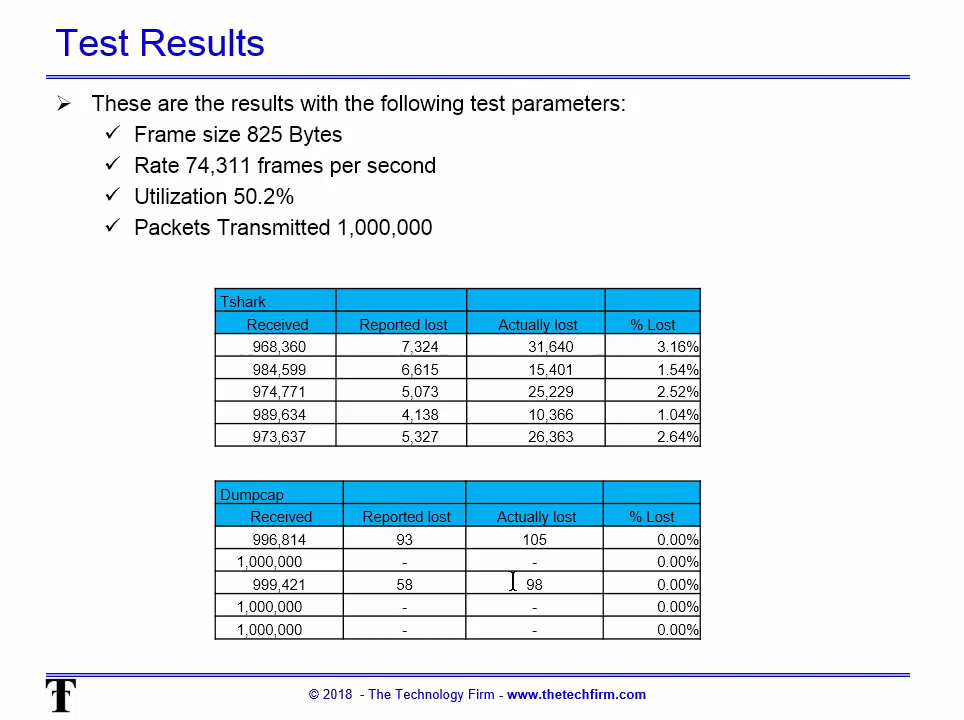 Test Results
These are the results with the following test parameters:
Frame size 825 Bytes
Rate 74,311 frames per second
Utilization 50.2%
Packets Transmitted 1,000,000
Tshark
Received Reported lost Actually lost % Lost
968,360 7,324 31,640 3.16%
984,599 6,615 15,401 1.54%
974,771 5,073 25,229 2.52%
989,634 4,138 10,366 1.04%
973,637 5,327 26,363 2.64%
Dumpcap
Received Reported lost Actually lost % Lost
996,814 93 105 0.00%
1,000,000 - - 0.00%
999,421 58 98 0.00%
1,000,000 - - 0.00%
1,000,000 - - 0.00%
© 2018 - The Technology Firm - www.thetechfirm.com